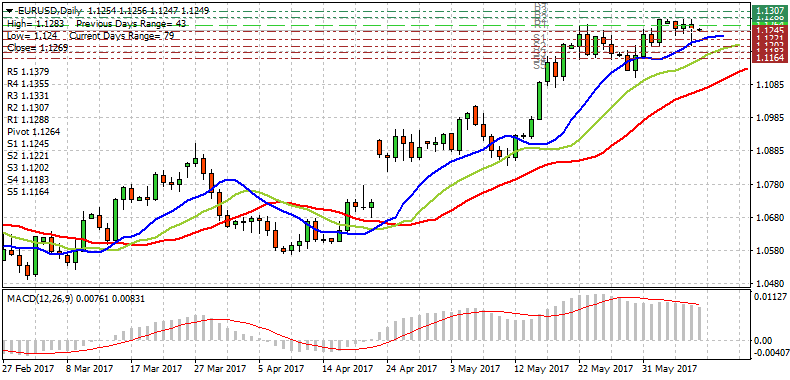 EURUSD,Daily 1.1254 1.1256 1.1247 1.1249
High= 1.1283 Previous Days Range= 43
Low= 1.124 Current Days Range= 79
Close= 1.1269
R5 1.1379
R4 1.1355
R3 1.1331
R2 1.1307
R1 1.1288
Pivot 1.1264
S1 1.1245
S2 1.1221
S3 1.1202
S4 1.1183
S5 1.1164
1.1307
1.1245
1.1164
1.1085
1.0985
1.0885
1.0780
1.0680
1.0580
1.0480
MACD(12,26,9) 0.00761 0.00831
0.01127
0.00
-0.00407
27 Feb 2017 8 Mar 2017 17 Mar 2017 27 Mar 2017 5 Apr 2017 14 Apr 2017 24 Apr 2017 3 May 2017 12 May 2017 22 May 2017 31 May 2017